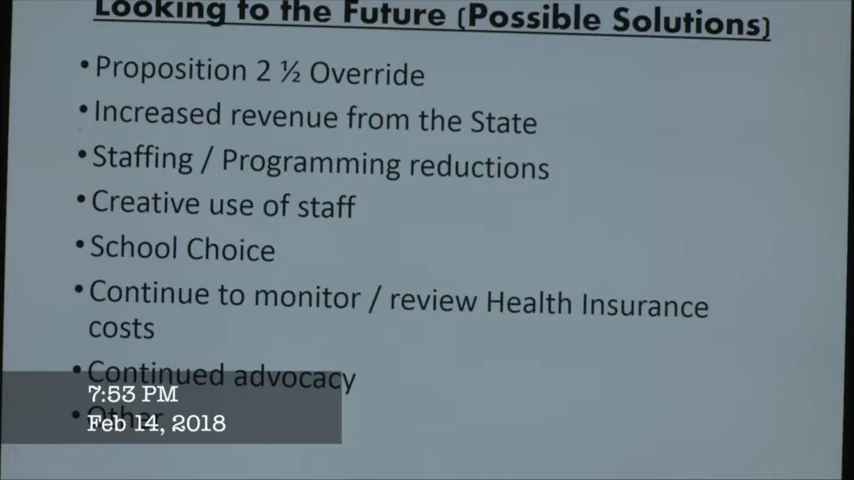 Looking to the Future (Possible Solutions)
• Proposition 2 ½ Override
• Increased revenue from the State
• Staffing / Programming reductions
• Creative use of staff
• School Choice
• Continue to monitor / review Health Insurance
costs
• Continued advocacy
7:53 PM
• Other
Feb 14, 2018